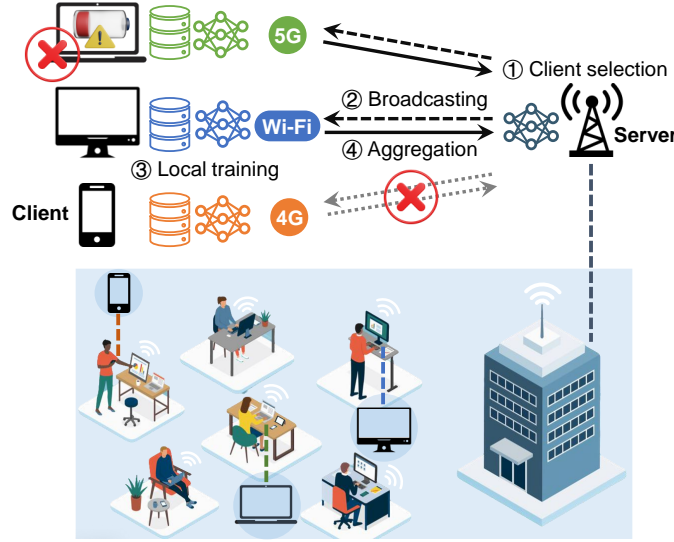 5G
① Client selection
② Broadcasting
Wi-Fi
Server
④ Aggregation
③ Local training
Client
4G